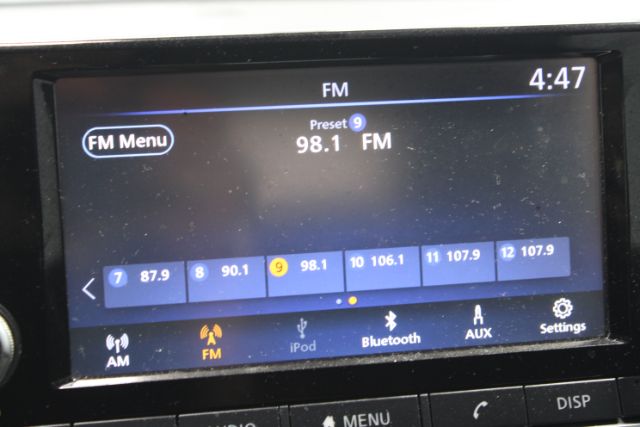 FM
4:47
FM Menu
Preset 9
98.1 FM
7 87.9
8 90.1
9 98.1
10 106.1
11 107.9
12 107.9
AM
FM
iPod
Bluetooth
AUX
Settings
MENU
DISP